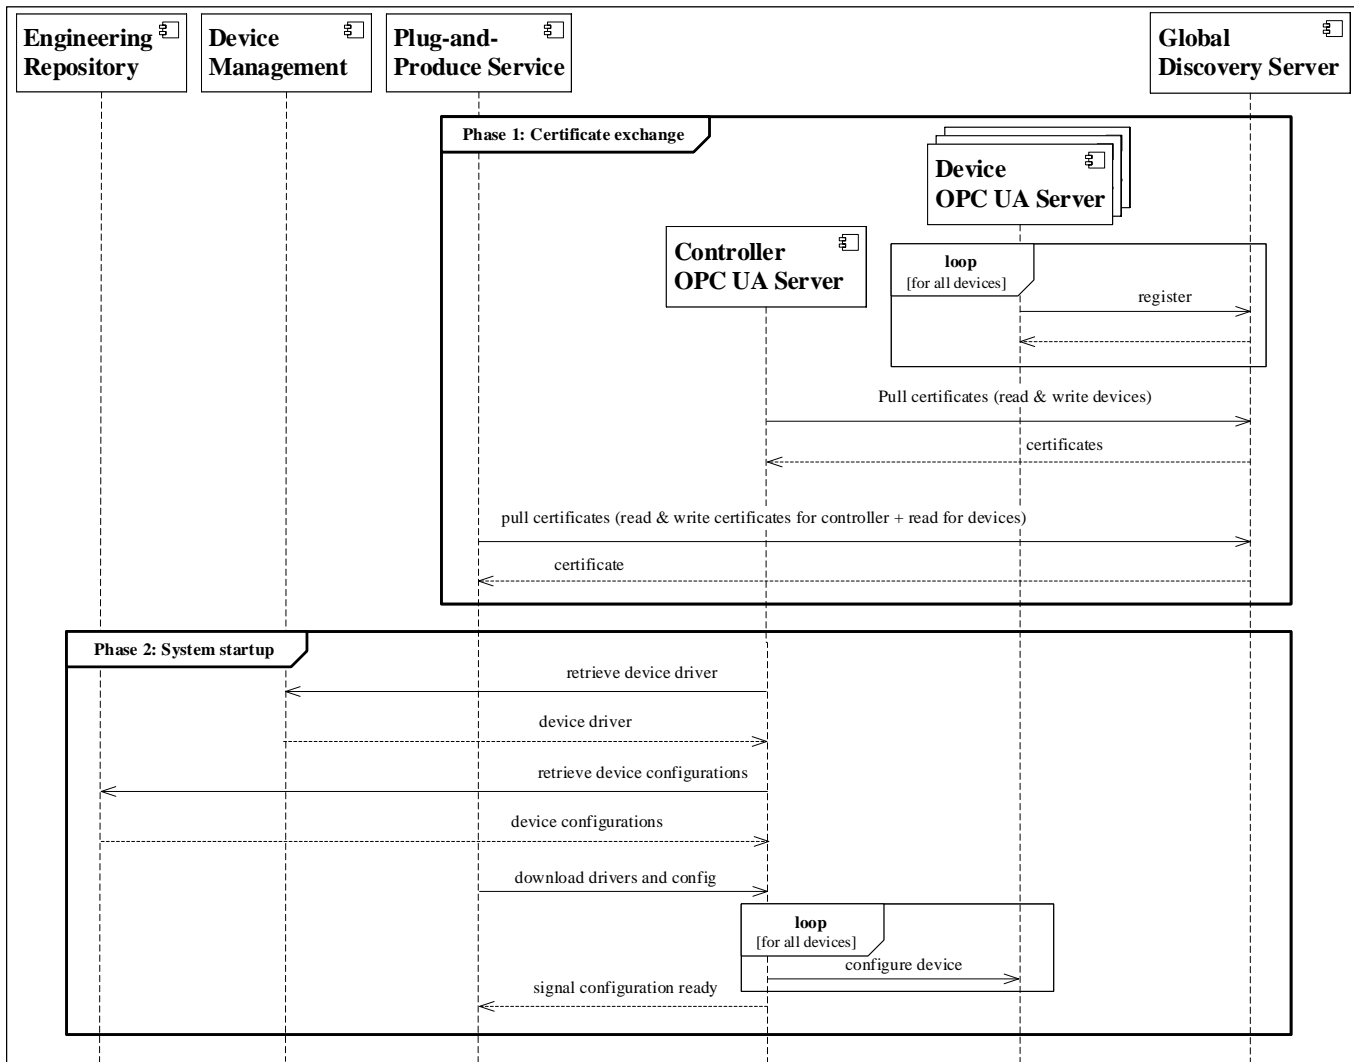 Engineering
Repository
Device
Management
Plug-and-
Produce Service
Global
Discovery Server
Phase 1: Certificate exchange
Device
OPC UA Server
Controller
OPC UA Server
loop
[for all devices]
register
Pull certificates (read & write devices)
certificates
pull certificates (read & write certificates for controller + read for devices)
certificate
Phase 2: System startup
retrieve device driver
device driver
retrieve device configurations
device configurations
download drivers and config
loop
[for all devices]
configure device
signal configuration ready